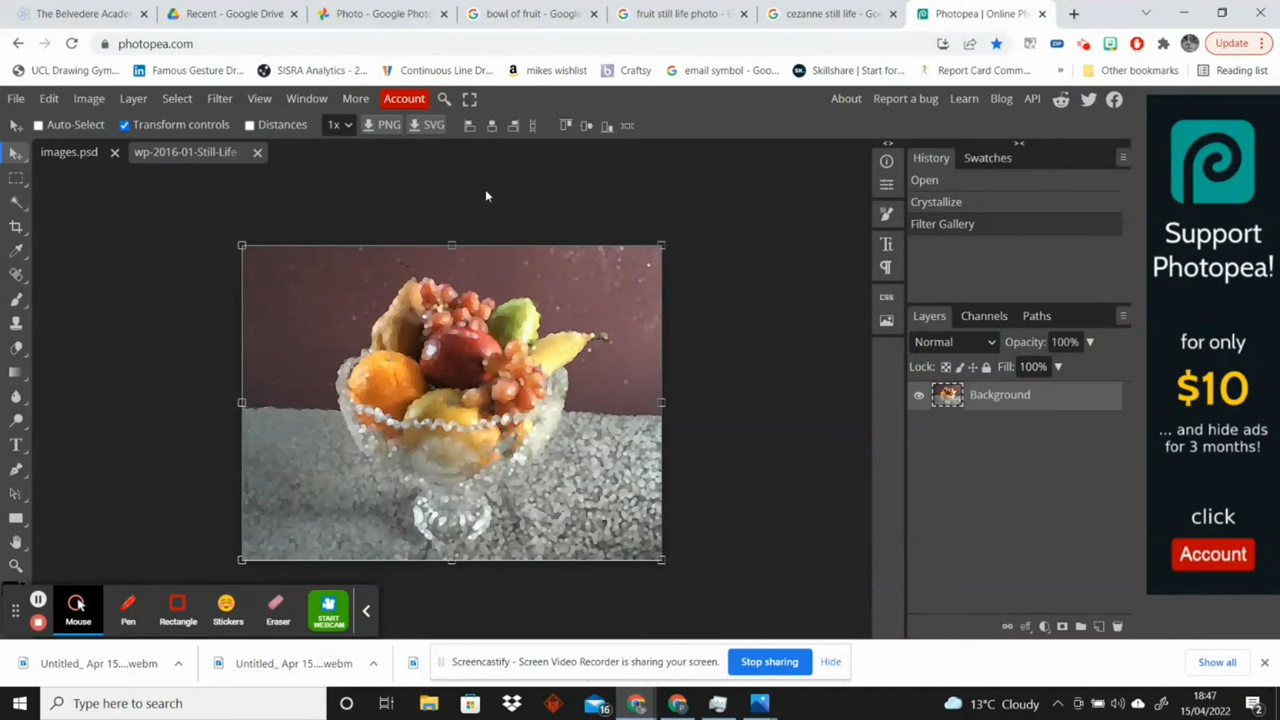 The Belvedere Acade
Recent - Google Drive
Photo - Google Photo
bowl of fruit - Google
fruit still life photo - G
cezanne still life - Goo
Photopea | Online Ph
photopea.com
Update
UCL Drawing Gym...
Famous Gesture Dr...
SISRA Analytics - 2...
Continuous Line Dr...
mikes wishlist
Craftsy
email symbol - Goo...
Skillshare | Start for...
Report Card Comm...
Other bookmarks
Reading list
File Edit Image Layer Select Filter View Window More Account
About Report a bug Learn Blog API
Auto-Select Transform controls Distances 1x PNG SVG
images.psd
wp-2016-01-Still-Life
History Swatches
Open
Crystallize
Filter Gallery
CSS
Layers Channels Paths
Normal Opacity: 100%
Lock: Fill: 100%
Background
Support
Photopea!
for only
$10
... and hide ads
for 3 months!
click
Account
Mouse
Pen
Rectangle
Stickers
Eraser
START
WEBCAM
Untitled_ Apr 15....webm
Untitled_ Apr 15....webm
Screencastify - Screen Video Recorder is sharing your screen.
Stop sharing
Hide
Show all
Type here to search
16
13°C Cloudy
18:47
15/04/2022
2